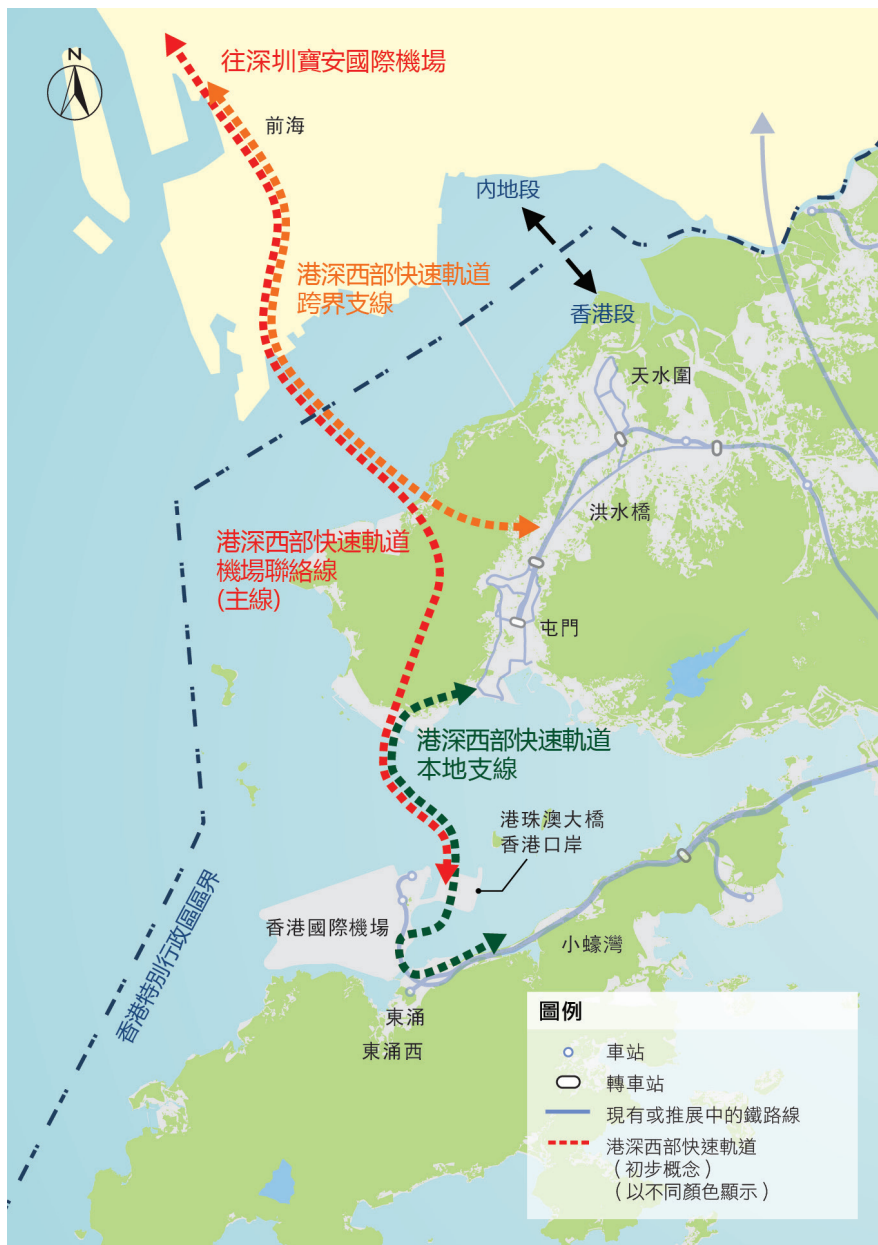 往深圳寶安國際機場
N
前海
內地段
港深西部快速軌道
跨界支線
香港段
天水圍
洪水橋
港深西部快速軌道
機場聯絡線
(主線)
屯門
港深西部快速軌道
本地支線
港珠澳大橋
香港口岸
香港特別行政區區界
香港國際機場
小蠔灣
東涌
東涌西
圖例
車站
轉車站
現有或推展中的鐵路線
港深西部快速軌道
（初步概念）
（以不同顏色顯示）